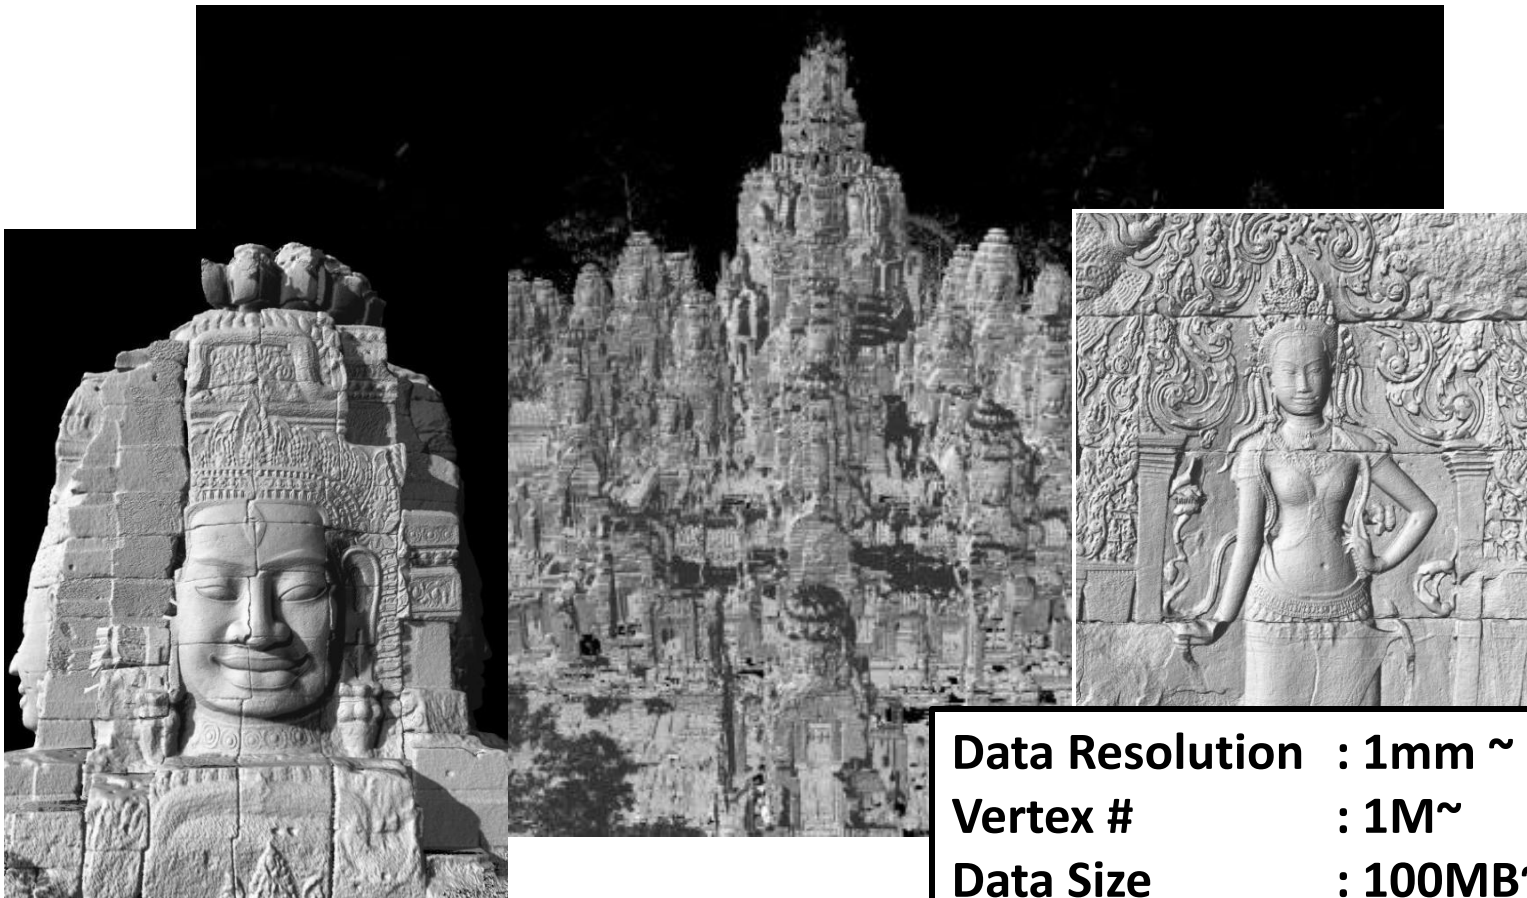 Data Resolution : 1mm ~
Vertex # : 1M~
Data Size : 100MB~